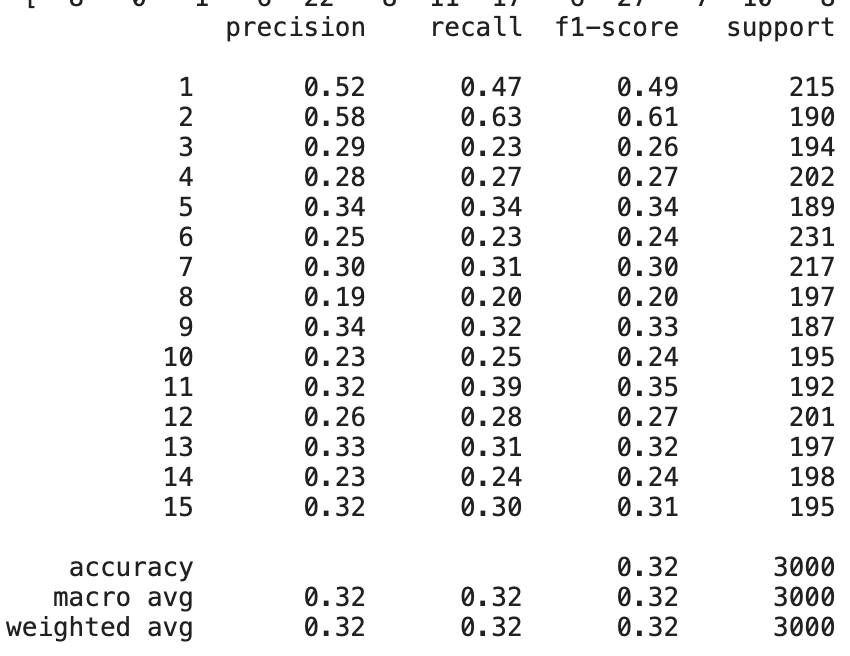 precision recall f1-score support
1 0.52 0.47 0.49 215
2 0.58 0.63 0.61 190
3 0.29 0.23 0.26 194
4 0.28 0.27 0.27 202
5 0.34 0.34 0.34 189
6 0.25 0.23 0.24 231
7 0.30 0.31 0.30 217
8 0.19 0.20 0.20 197
9 0.34 0.32 0.33 187
10 0.23 0.25 0.24 195
11 0.32 0.39 0.35 192
12 0.26 0.28 0.27 201
13 0.33 0.31 0.32 197
14 0.23 0.24 0.24 198
15 0.32 0.30 0.31 195
accuracy 0.32 3000
macro avg 0.32 0.32 0.32 3000
weighted avg 0.32 0.32 0.32 3000